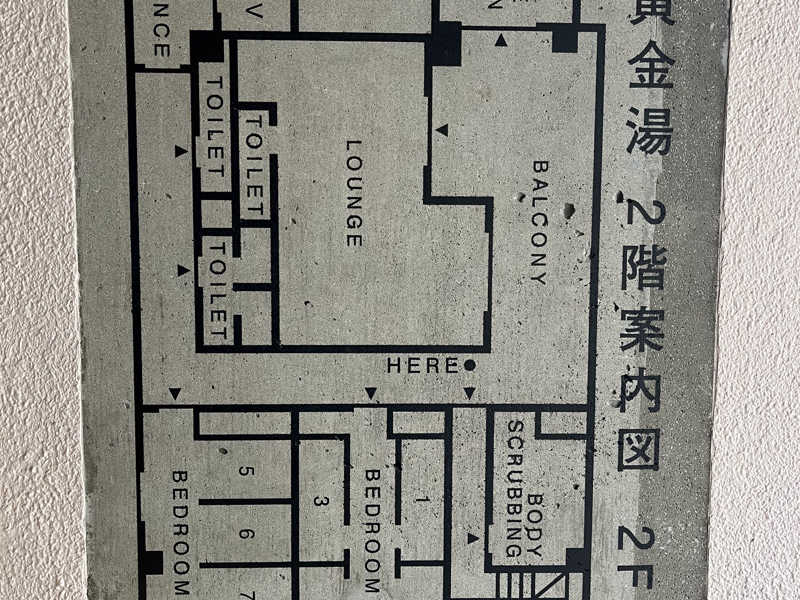 黄金湯 2階案内図 2F
BALCONY
LOUNGE
TOILET
TOILET
TOILET
HERE
BODY
SCRUBBING
1
BEDROOM
3
5
6
7
BEDROOM